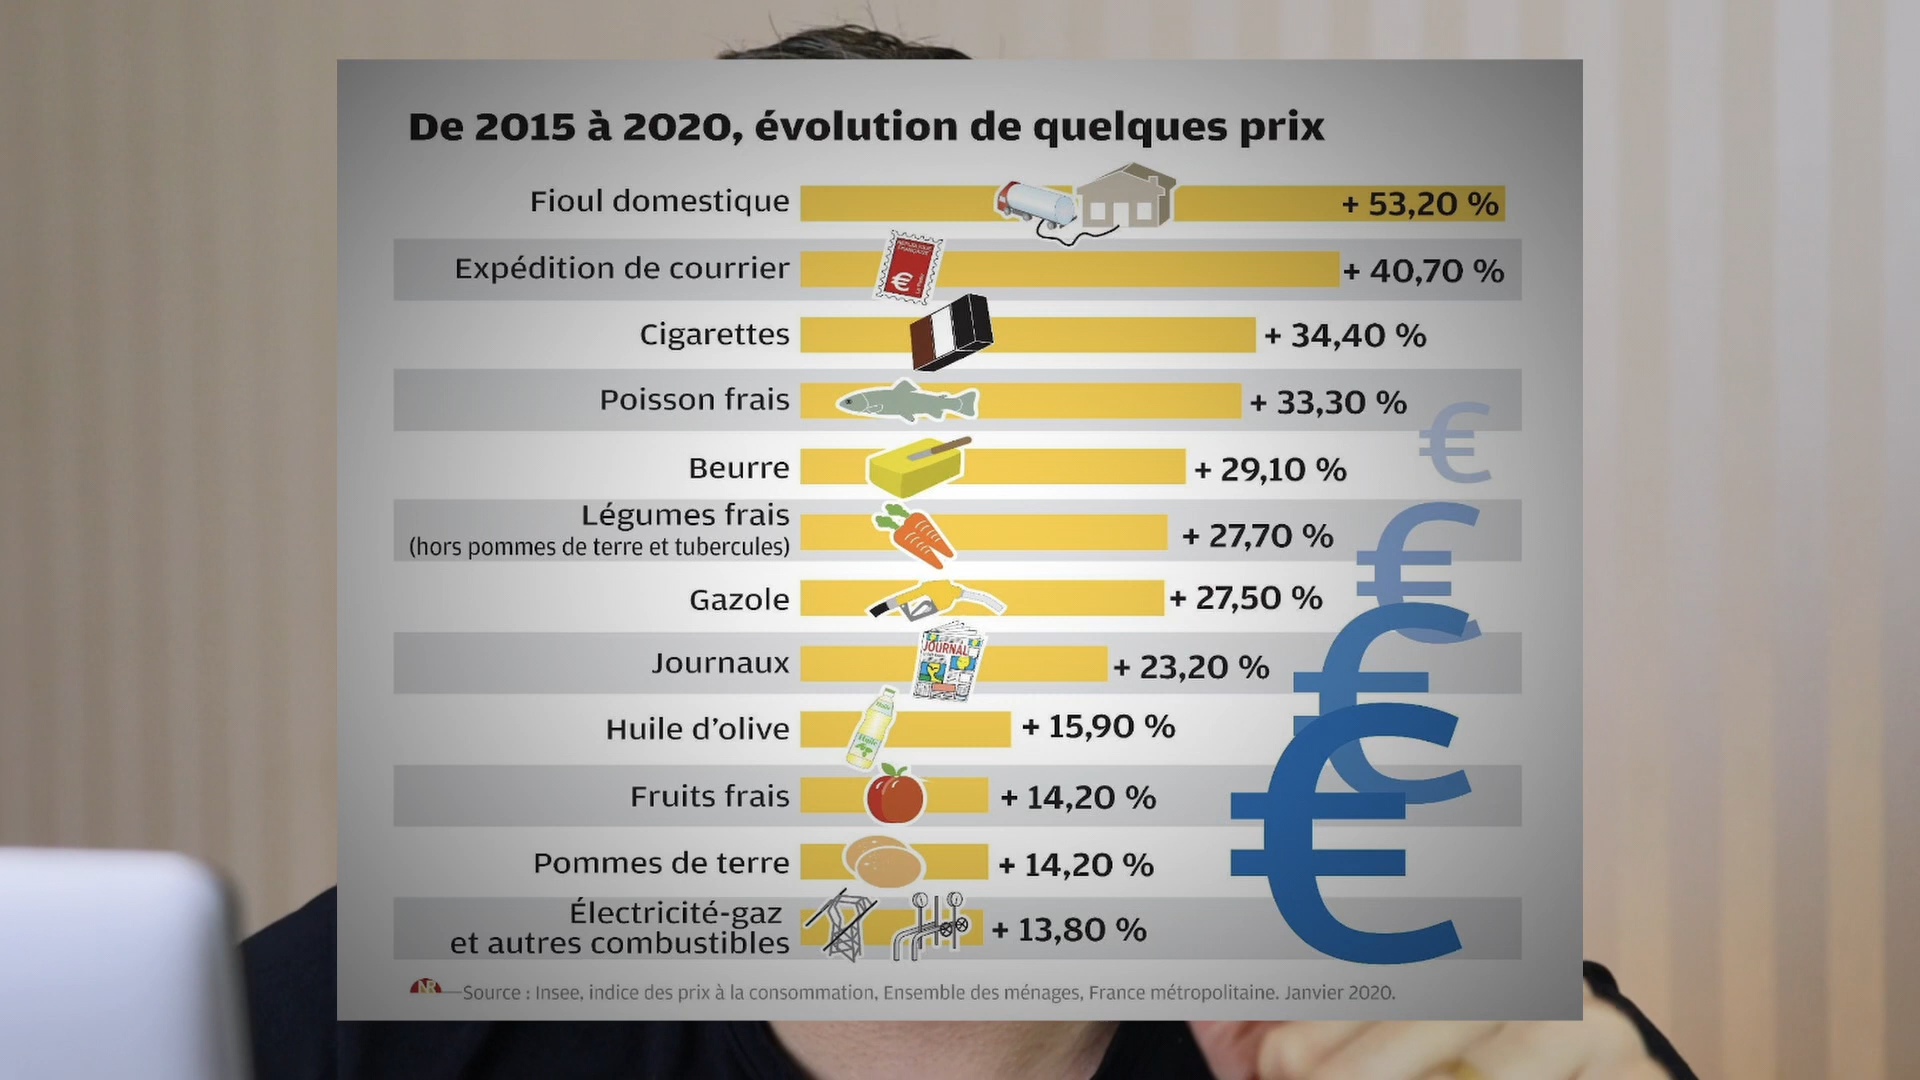 De 2015 à 2020, évolution de quelques prix
Fioul domestique
+ 53,20 %
Expédition de courrier
+ 40,70 %
Cigarettes
+ 34,40 %
Poisson frais
+ 33,30 %
Beurre
+ 29,10 %
Légumes frais
(hors pommes de terre et tubercules)
+ 27,70 %
Gazole
+ 27,50 %
Journaux
JOURNAL
+ 23,20 %
Huile d’olive
+ 15,90 %
Fruits frais
+ 14,20 %
Pommes de terre
+ 14,20 %
Électricité-gaz
et autres combustibles
+ 13,80 %
€
€
€
€
NR
Source : Insee, indice des prix à la consommation, Ensemble des ménages, France métropolitaine. Janvier 2020.